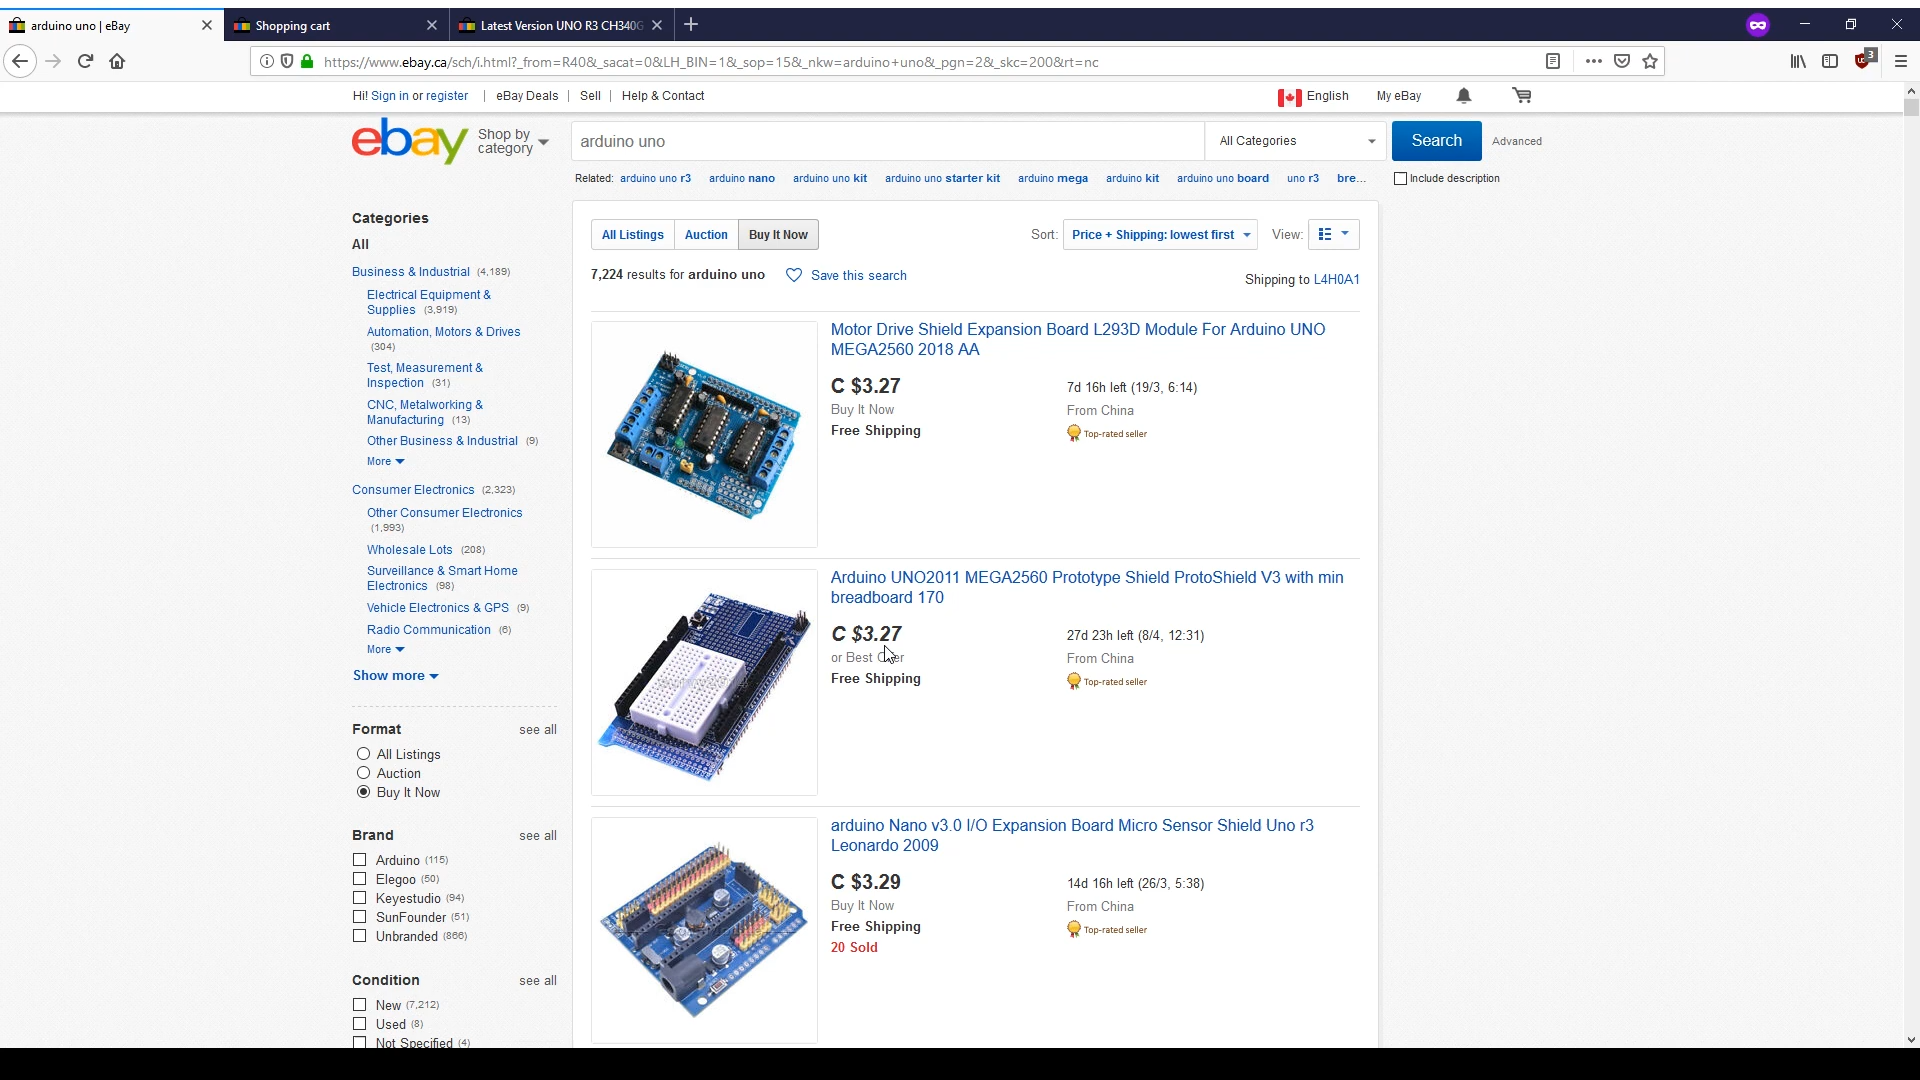 arduino uno | eBay
Shopping cart
Latest Version UNO R3 CH340G
https://www.ebay.ca/sch/i.html?_from=R40&_sacat=0&LH_BIN=1&_sop=15&_nkw=arduino+uno&_pgn=2&_skc=200&rt=nc
3
Hi! Sign in or register
eBay Deals
Sell
Help & Contact
English
My eBay
ebay
Shop by
category
arduino uno
All Categories
Search
Advanced
Related: arduino uno r3 arduino nano arduino uno kit arduino uno starter kit arduino mega arduino kit arduino uno board uno r3 bre...
Include description
Categories
All
Business & Industrial (4,189)
Electrical Equipment &
Supplies (3,919)
Automation, Motors & Drives
(304)
Test, Measurement &
Inspection (31)
CNC, Metalworking &
Manufacturing (13)
Other Business & Industrial (9)
More
Consumer Electronics (2,323)
Other Consumer Electronics
(1,993)
Wholesale Lots (208)
Surveillance & Smart Home
Electronics (98)
Vehicle Electronics & GPS (9)
Radio Communication (6)
More
Show more
Format see all
All Listings
Auction
Buy It Now
Brand see all
Arduino (115)
Elegoo (50)
Keyestudio (94)
SunFounder (51)
Unbranded (866)
Condition see all
New (7,212)
Used (8)
Not Specified (4)
All Listings
Auction
Buy It Now
Sort: Price + Shipping: lowest first
View:
7,224 results for arduino uno
Save this search
Shipping to L4H0A1
Motor Drive Shield Expansion Board L293D Module For Arduino UNO
MEGA2560 2018 AA
C $3.27
Buy It Now
Free Shipping
7d 16h left (19/3, 6:14)
From China
Top-rated seller
Arduino UNO2011 MEGA2560 Prototype Shield ProtoShield V3 with min
breadboard 170
C $3.27
or Best
Free Shipping
27d 23h left (8/4, 12:31)
From China
Top-rated seller
arduino Nano v3.0 I/O Expansion Board Micro Sensor Shield Uno r3
Leonardo 2009
C $3.29
Buy It Now
Free Shipping
20 Sold
14d 16h left (26/3, 5:38)
From China
Top-rated seller